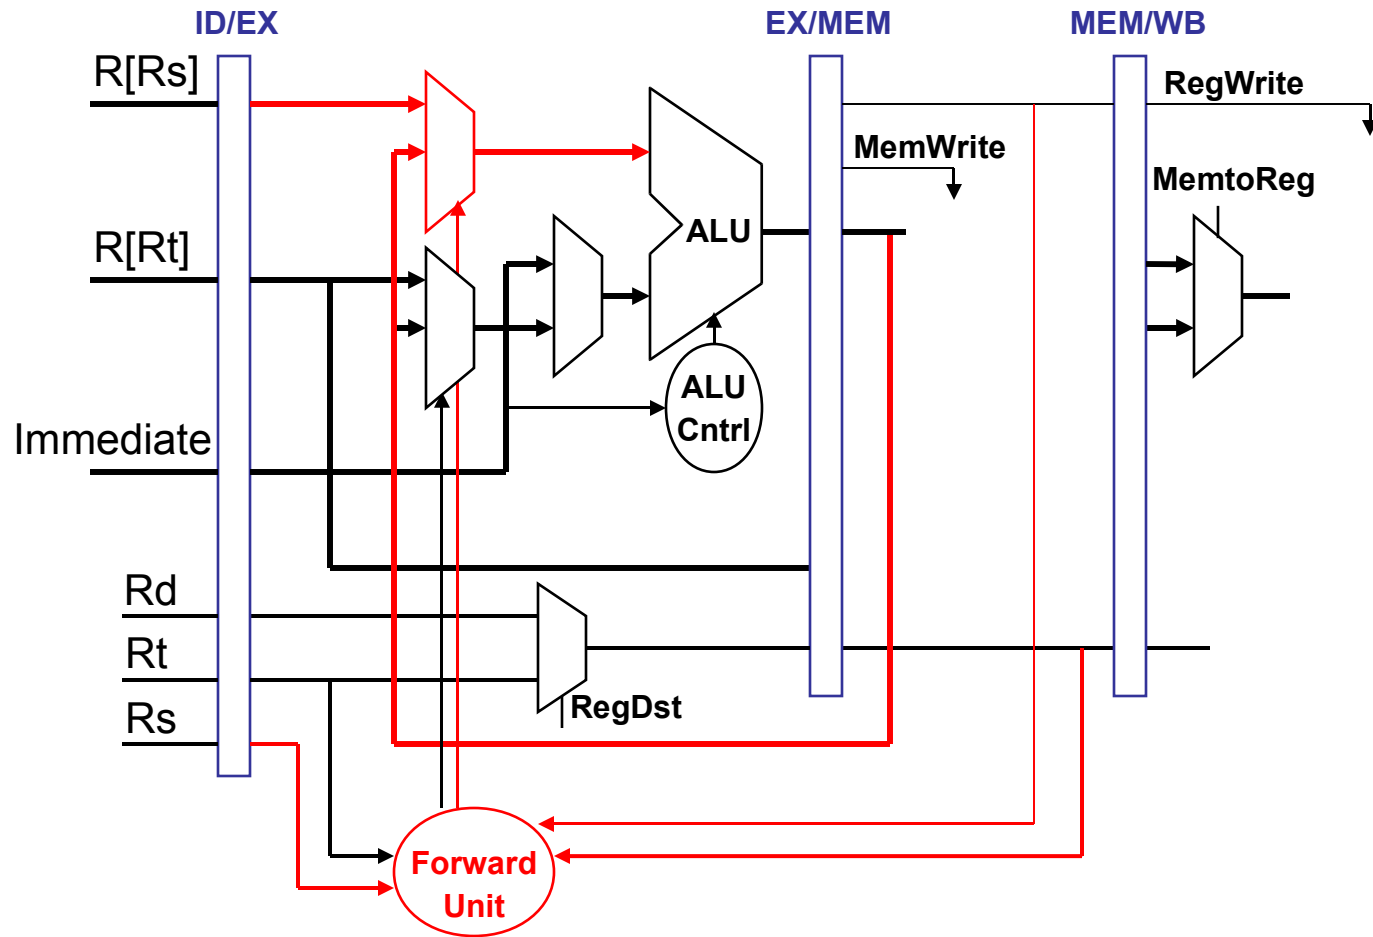 ID/EX
EX/MEM
MEM/WB
R[Rs]
RegWrite
MemWrite
MemtoReg
R[Rt]
ALU
ALU
Cntrl
Immediate
Rd
Rt
RegDst
Rs
Forward
Unit